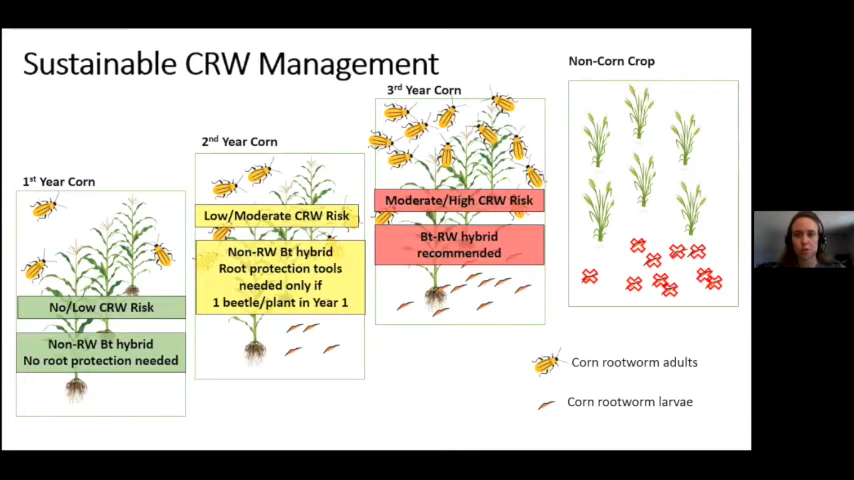 Sustainable CRW Management
1st Year Corn
No/Low CRW Risk
Non-RW Bt hybrid
No root protection needed
2nd Year Corn
Low/Moderate CRW Risk
Non-RW Bt hybrid
Root protection tools
needed only if
1 beetle/plant in Year 1
3rd Year Corn
Moderate/High CRW Risk
Bt-RW hybrid
recommended
Non-Corn Crop
Corn rootworm adults
Corn rootworm larvae